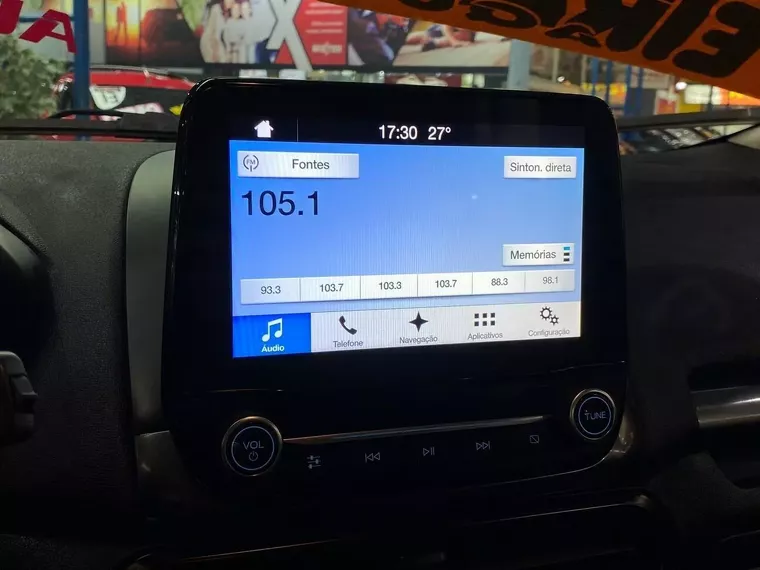 17:30 27°
FM Fontes
Sinton. direta
105.1
Memórias
93.3 103.7 103.3 103.7 88.3 98.1
Áudio Telefone Navegação Aplicativos Configuração
VOL
TUNE